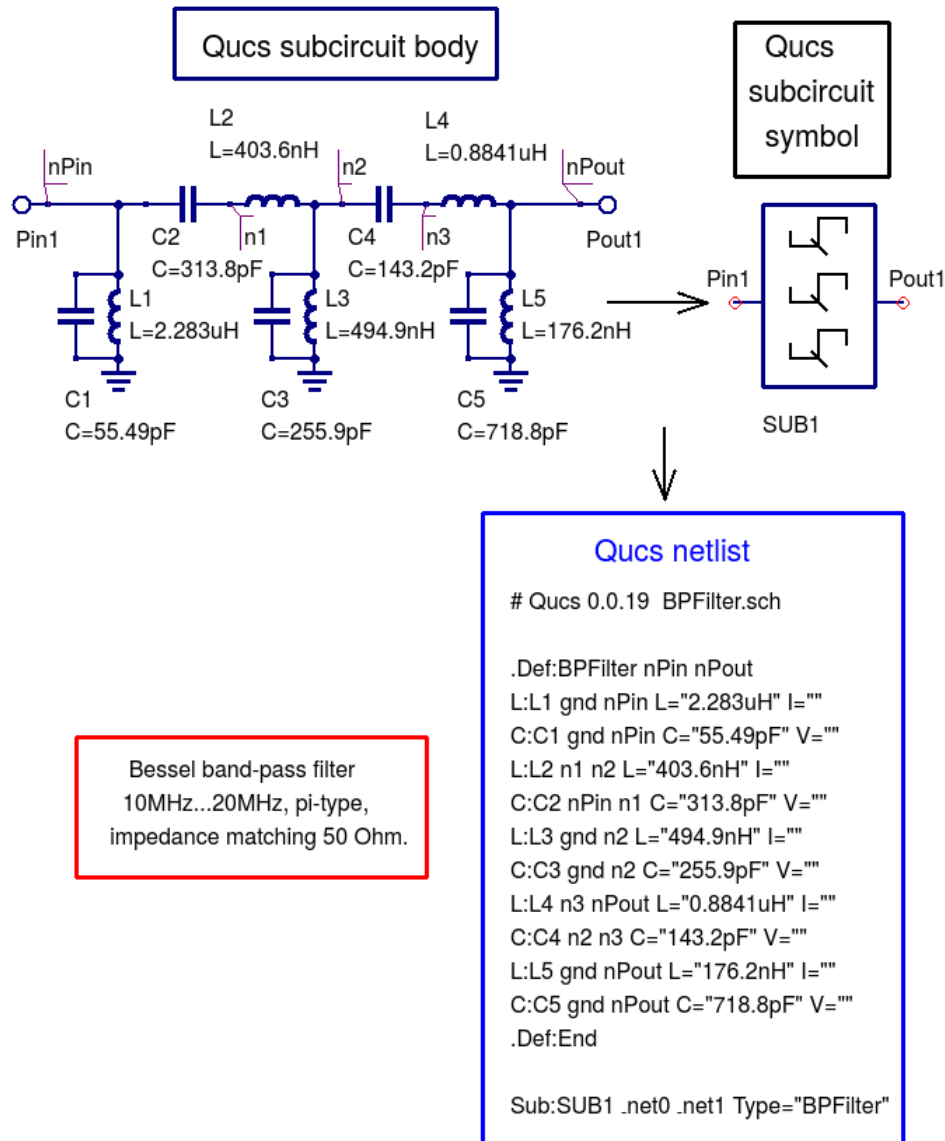 Qucs subcircuit body
Qucs
subcircuit
symbol
L2
L=403.6nH
L4
L=0.8841uH
nPin
n2
nPout
Pin1
C2
C=313.8pF
n1
C4
C=143.2pF
n3
Pout1
L1
L=2.283uH
L3
L=494.9nH
L5
L=176.2nH
C1
C=55.49pF
C3
C=255.9pF
C5
C=718.8pF
Pin1
Pout1
SUB1
Qucs netlist
# Qucs 0.0.19 BPFilter.sch
.Def:BPFilter nPin nPout
L:L1 gnd nPin L="2.283uH" I=""
C:C1 gnd nPin C="55.49pF" V=""
L:L2 n1 n2 L="403.6nH" I=""
C:C2 nPin n1 C="313.8pF" V=""
L:L3 gnd n2 L="494.9nH" I=""
C:C3 gnd n2 C="255.9pF" V=""
L:L4 n3 nPout L="0.8841uH" I=""
C:C4 n2 n3 C="143.2pF" V=""
L:L5 gnd nPout L="176.2nH" I=""
C:C5 gnd nPout C="718.8pF" V=""
.Def:End
Sub:SUB1 _net0 _net1 Type="BPFilter"
Bessel band-pass filter
10MHz...20MHz, pi-type,
impedance matching 50 Ohm.